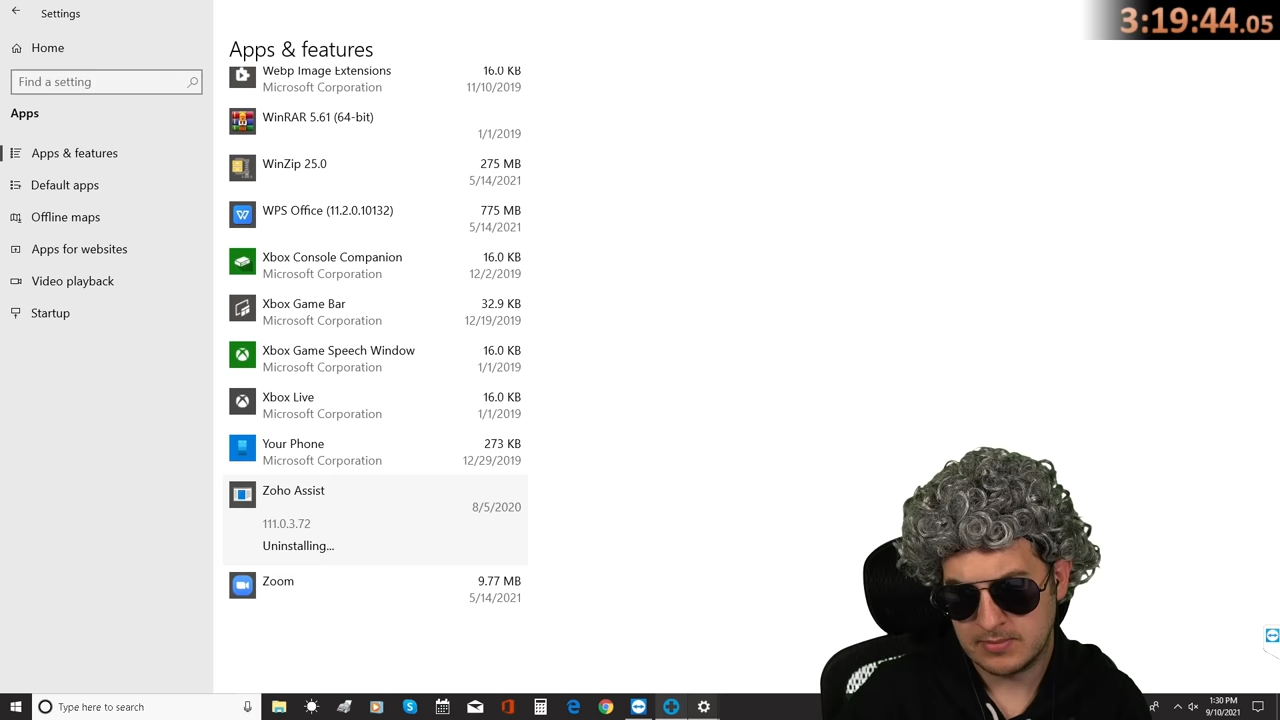 Settings
3:19:44.05
Home
Find a setting
Apps
Apps & features
Default apps
Offline maps
Apps for websites
Video playback
Startup
Apps & features
Webp Image Extensions 16.0 KB
Microsoft Corporation 11/10/2019
WinRAR 5.61 (64-bit)
1/1/2019
WinZip 25.0 275 MB
5/14/2021
WPS Office (11.2.0.10132) 775 MB
5/14/2021
Xbox Console Companion 16.0 KB
Microsoft Corporation 12/2/2019
Xbox Game Bar 32.9 KB
Microsoft Corporation 12/19/2019
Xbox Game Speech Window 16.0 KB
Microsoft Corporation 1/1/2019
Xbox Live 16.0 KB
Microsoft Corporation 1/1/2019
Your Phone 273 KB
Microsoft Corporation 12/29/2019
Zoho Assist
8/5/2020
111.0.3.72
Uninstalling...
Zoom 9.77 MB
5/14/2021
Type here to search
1:30 PM
9/10/2021